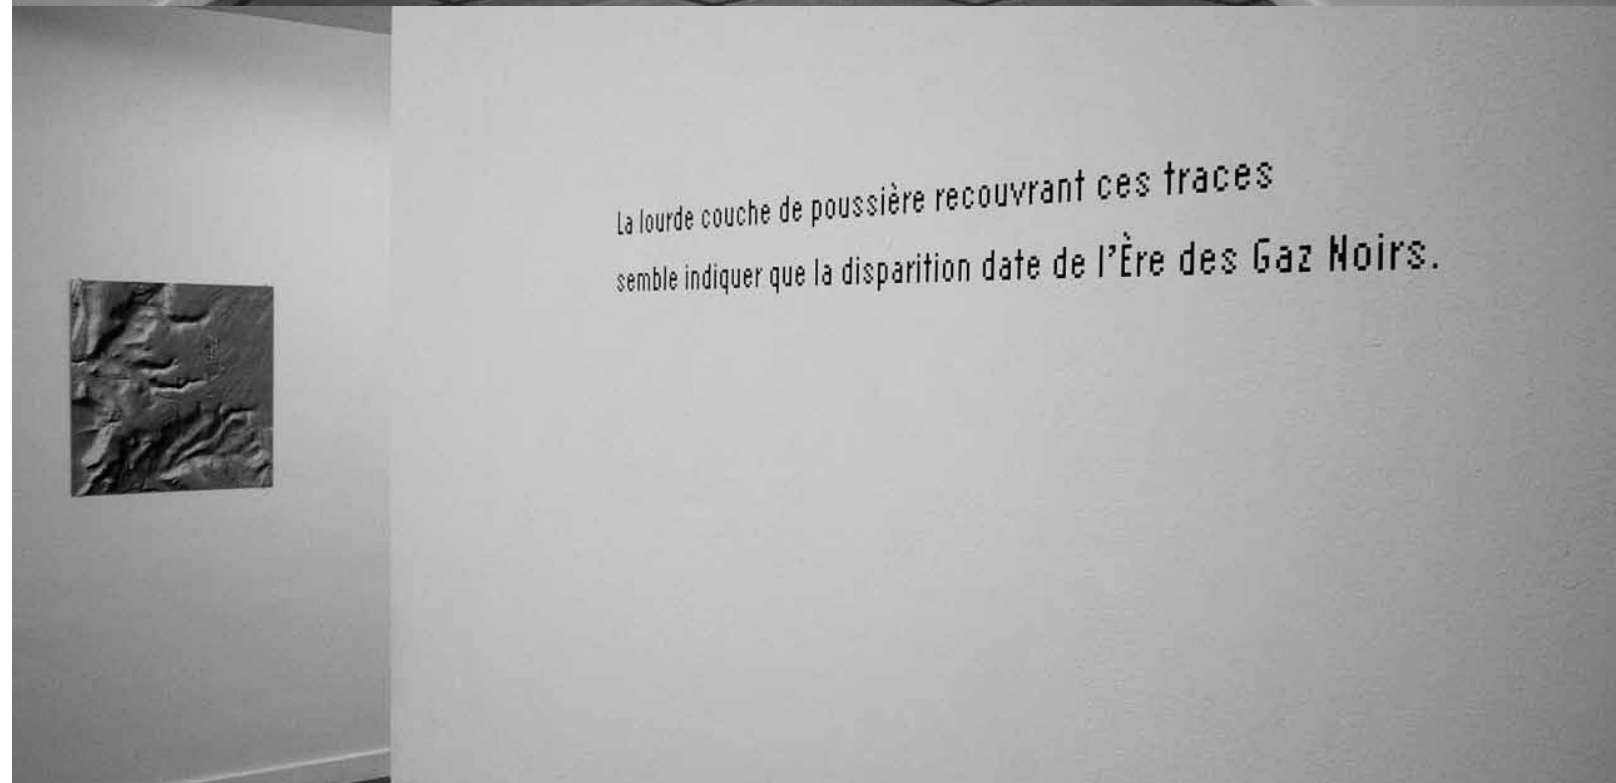 La lourde couche de poussière recouvrant ces traces
semble indiquer que la disparition date de l'Ère des Gaz Noirs.